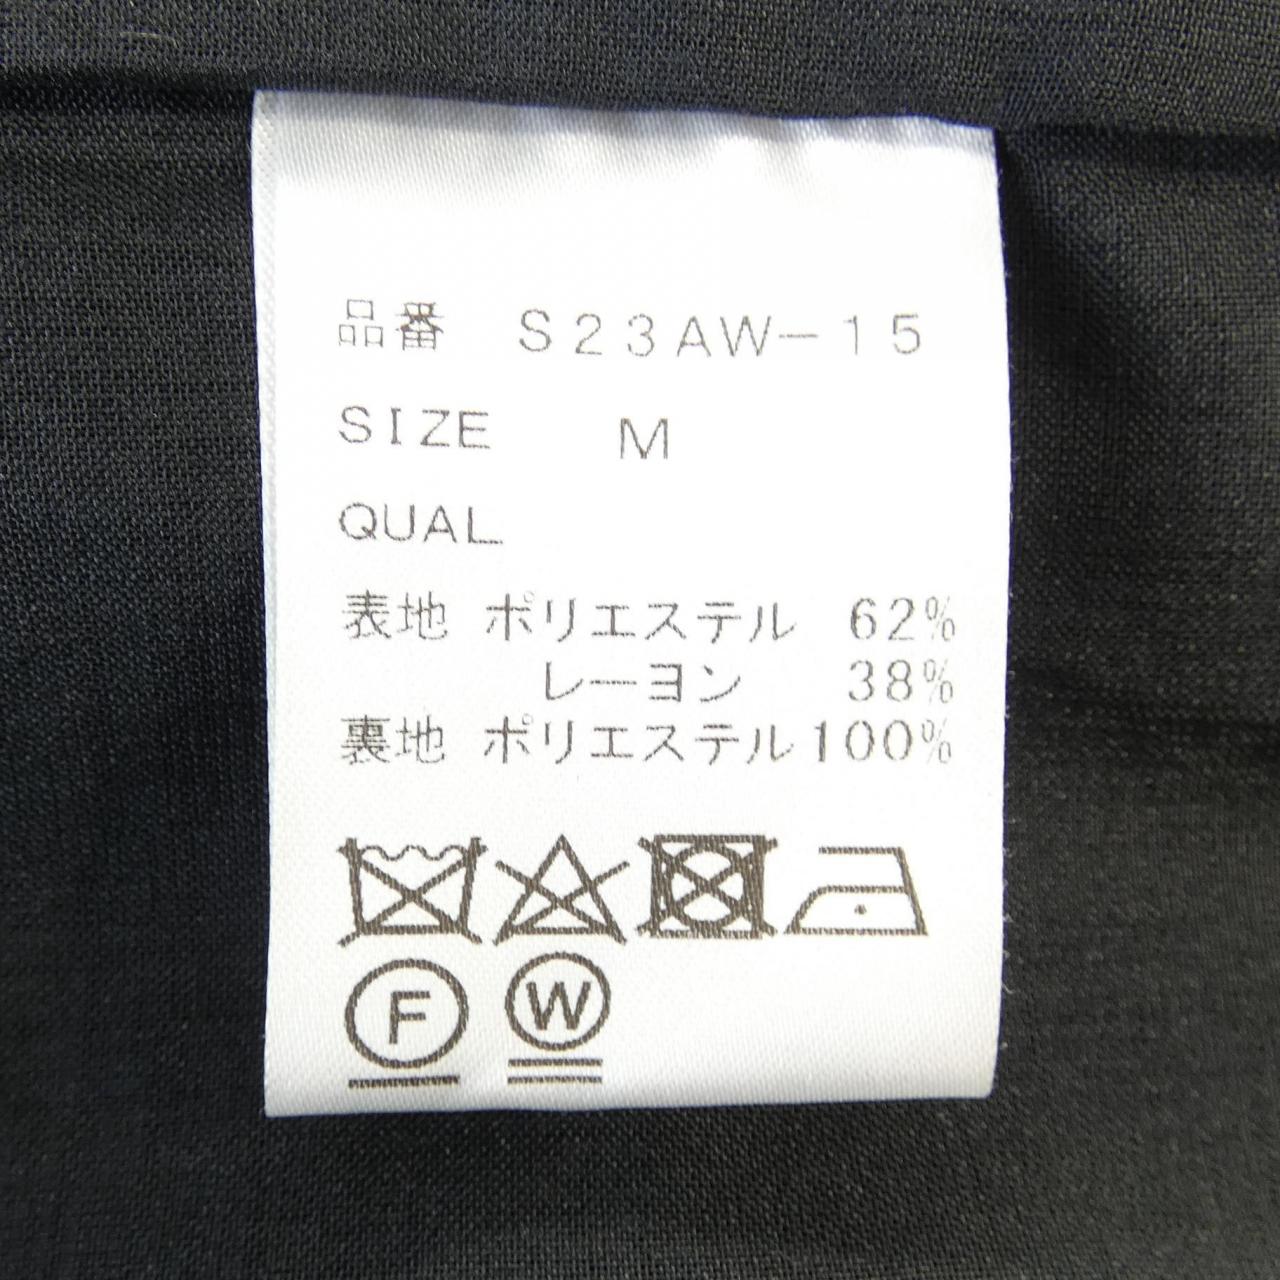 品番 S23AW-15
SIZE M
QUAL
表地 ポリエステル 62%
レーヨン 38%
裏地 ポリエステル100%
F W